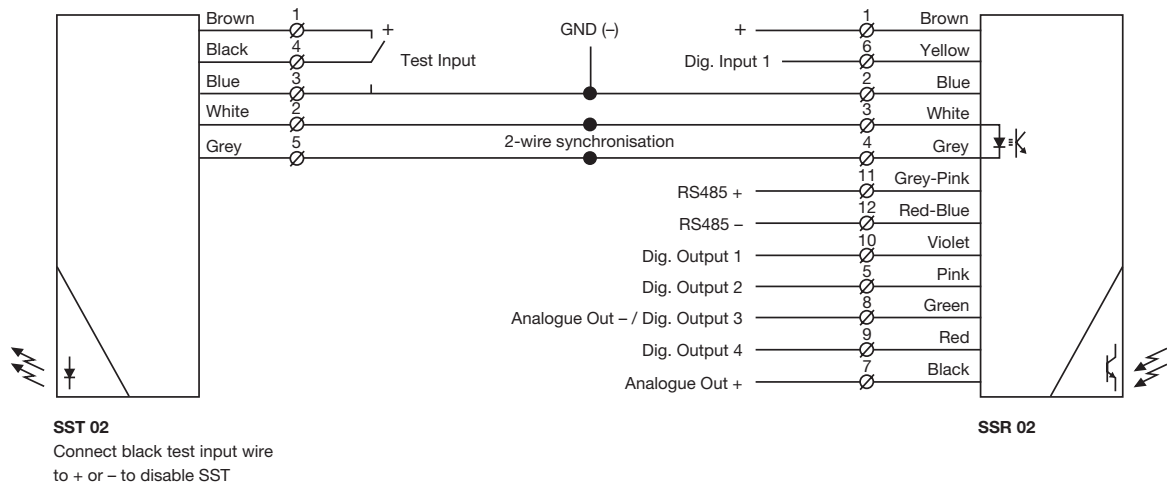 Brown 1 + GND (–) + 1 Brown
Black 4 Test Input Dig. Input 1 6 Yellow
Blue 3 2 Blue
White 2 3 White
Grey 5 2-wire synchronisation 4 Grey
RS485 + 11 Grey-Pink
RS485 – 12 Red-Blue
Dig. Output 1 10 Violet
Dig. Output 2 5 Pink
Analogue Out – / Dig. Output 3 8 Green
Dig. Output 4 9 Red
Analogue Out + 7 Black
SST 02 SSR 02
Connect black test input wire
to + or – to disable SST